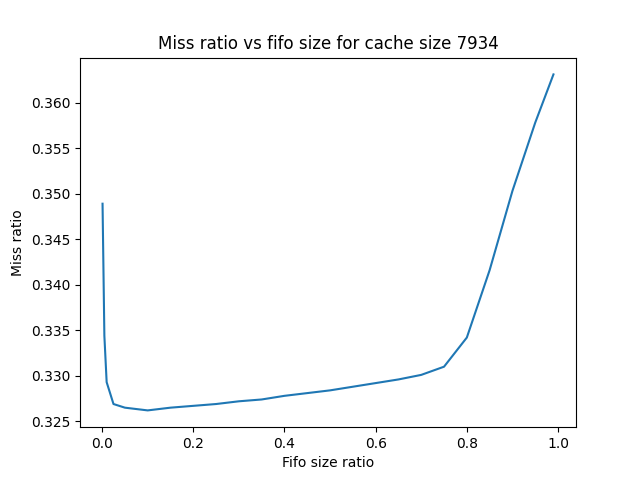 Miss ratio vs fifo size for cache size 7934
0.360
0.355
0.350
0.345
0.340
0.335
0.330
0.325
Miss ratio
0.0 0.2 0.4 0.6 0.8 1.0
Fifo size ratio